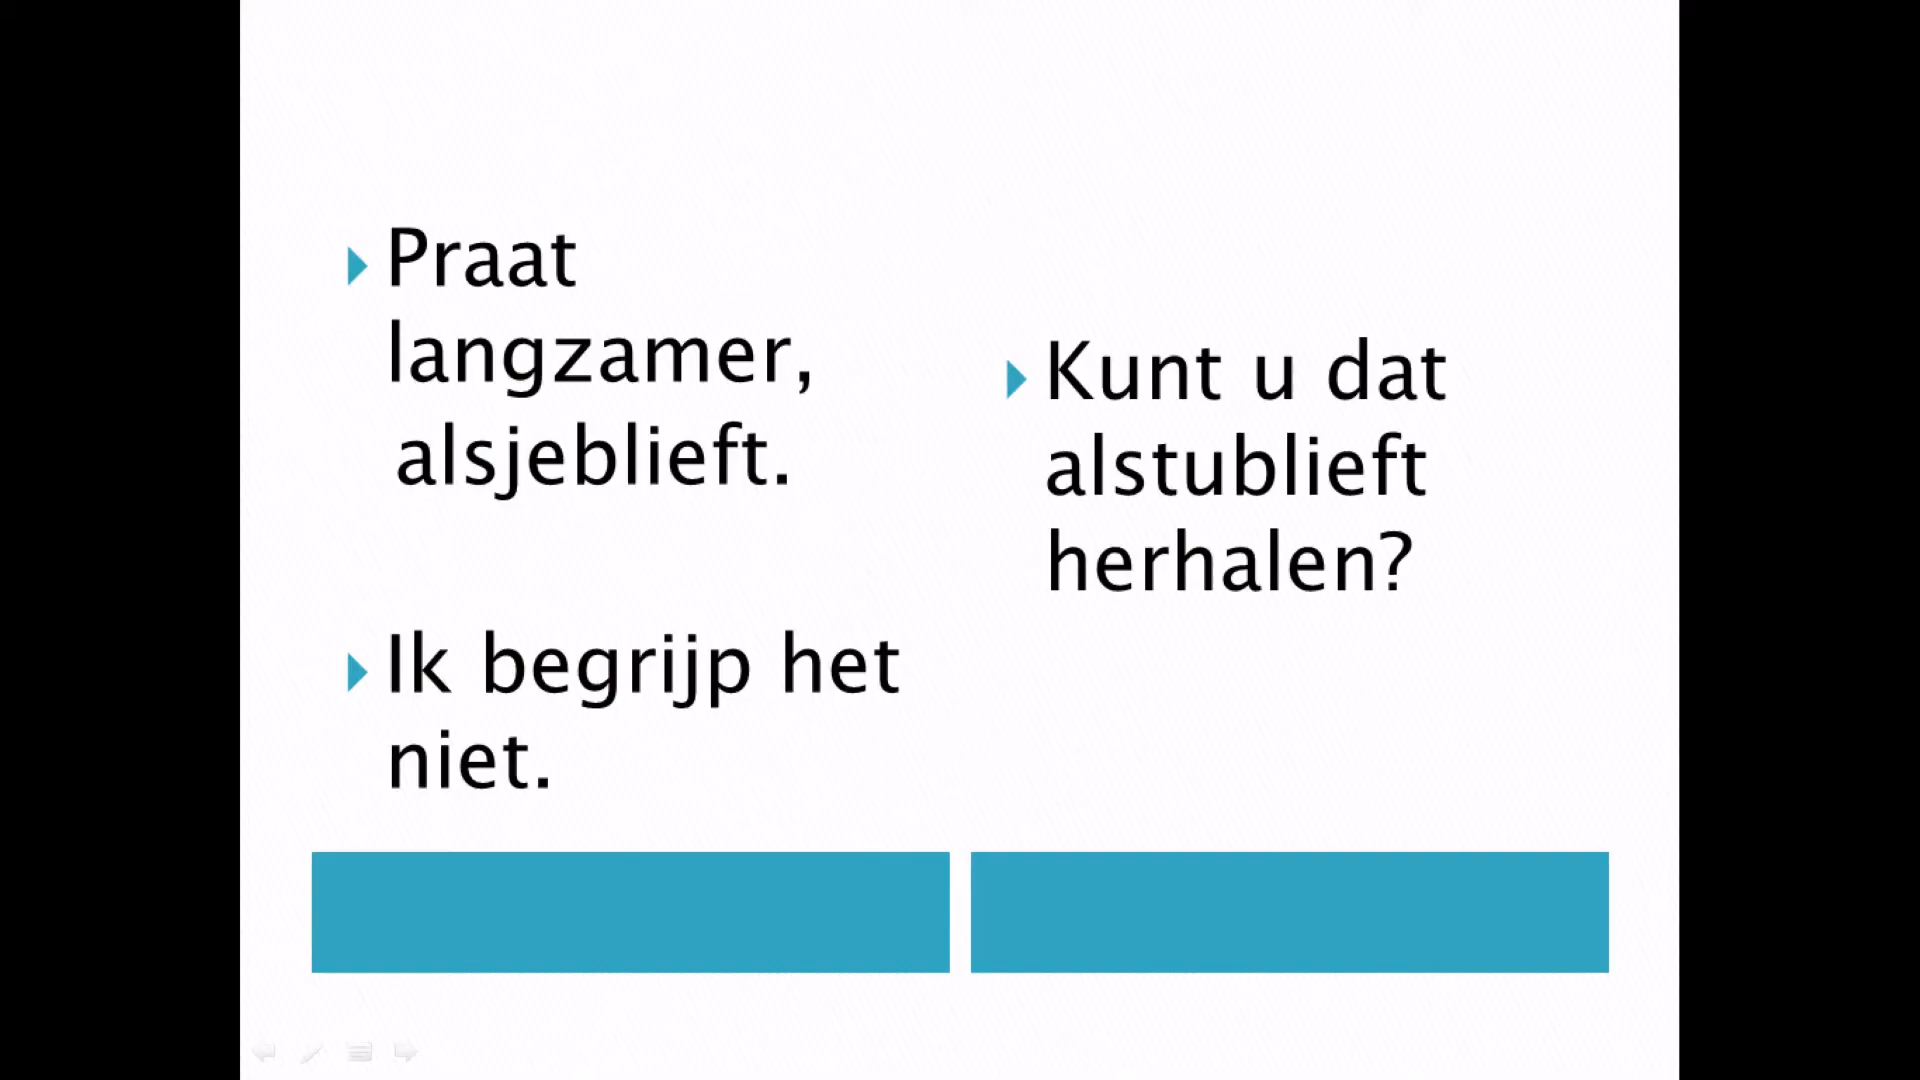 Praat
langzamer,
alsjeblieft.
Ik begrijp het
niet.
Kunt u dat
alstublieft
herhalen?